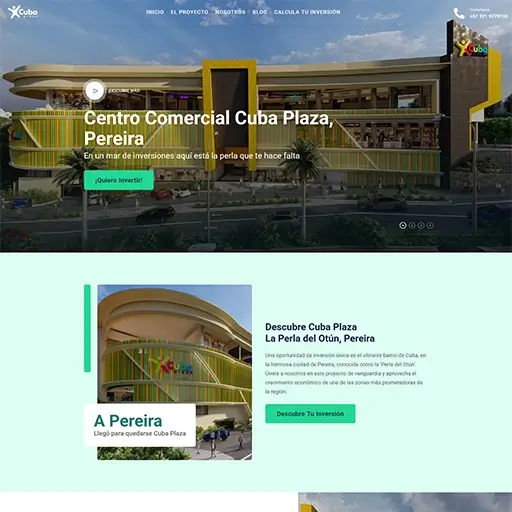 Cuba
INICIO EL PROYECTO NOSOTROS BLOG CALCULA TU INVERSIÓN
+57 371 9779133
Cuba
¡DESCUBRE MÁS!
Centro Comercial Cuba Plaza,
Pereira
En un mar de inversiones aquí está la perla que te hace falta
¡Quiero Invertir!
Descubre Cuba Plaza
La Perla del Otún, Pereira
Una oportunidad de inversión única en el vibrante barrio de Cuba, en
la hermosa ciudad de Pereira, conocida como la 'Perla del Otún'.
Únete a nosotros en este proyecto de vanguardia y aprovecha el
crecimiento económico de una de las zonas más prometedoras de
la región.
Descubre Tu Inversión
A Pereira
Llegó para quedarse Cuba Plaza